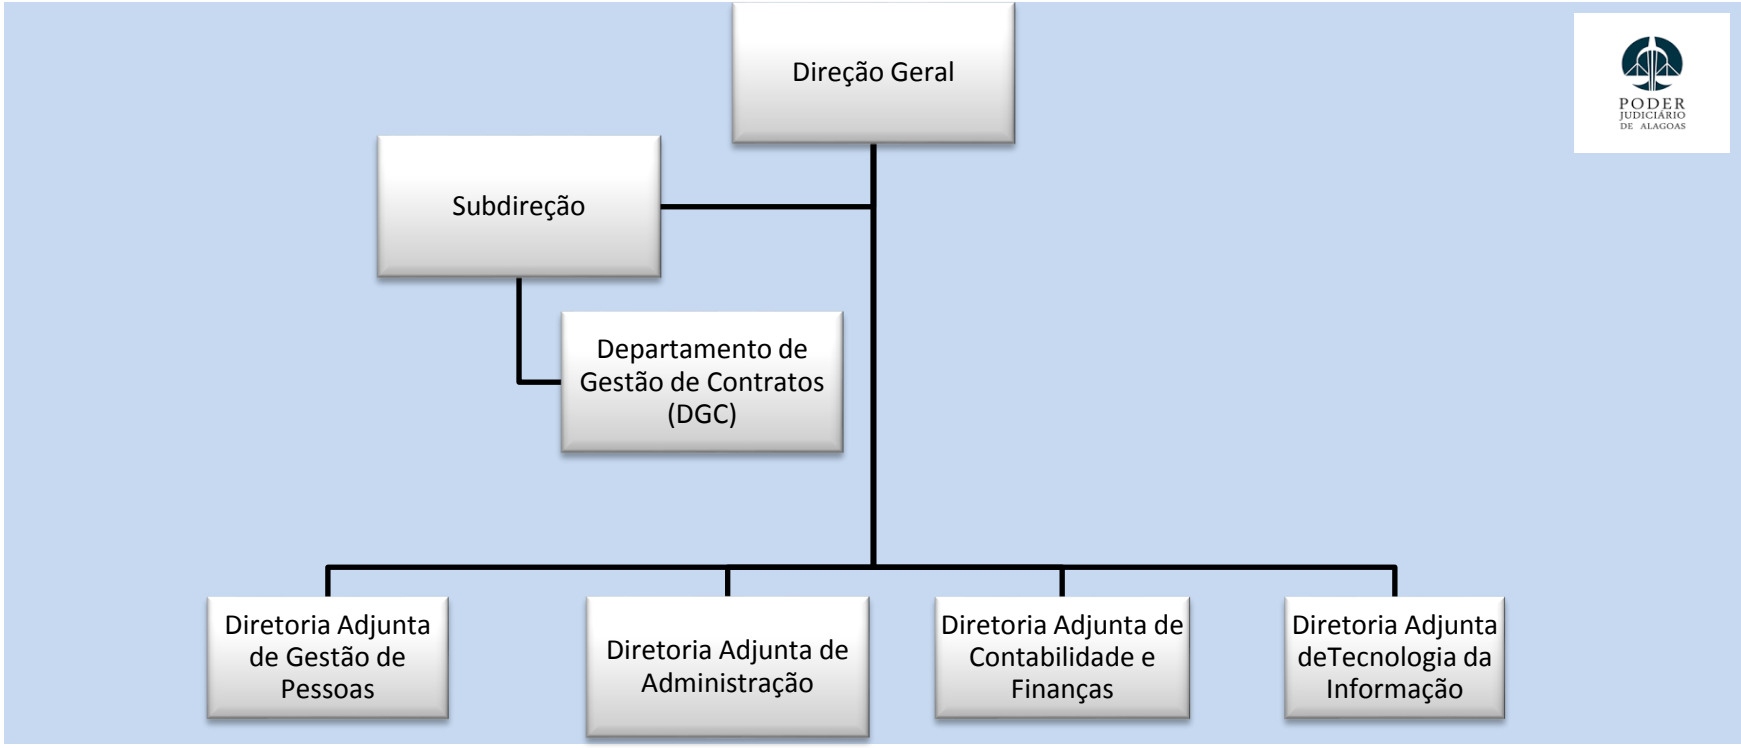 Direção Geral
PODER
JUDICIÁRIO
DE ALAGOAS
Subdireção
Departamento de
Gestão de Contratos
(DGC)
Diretoria Adjunta
de Gestão de
Pessoas
Diretoria Adjunta de
Administração
Diretoria Adjunta de
Contabilidade e
Finanças
Diretoria Adjunta
deTecnologia da
Informação